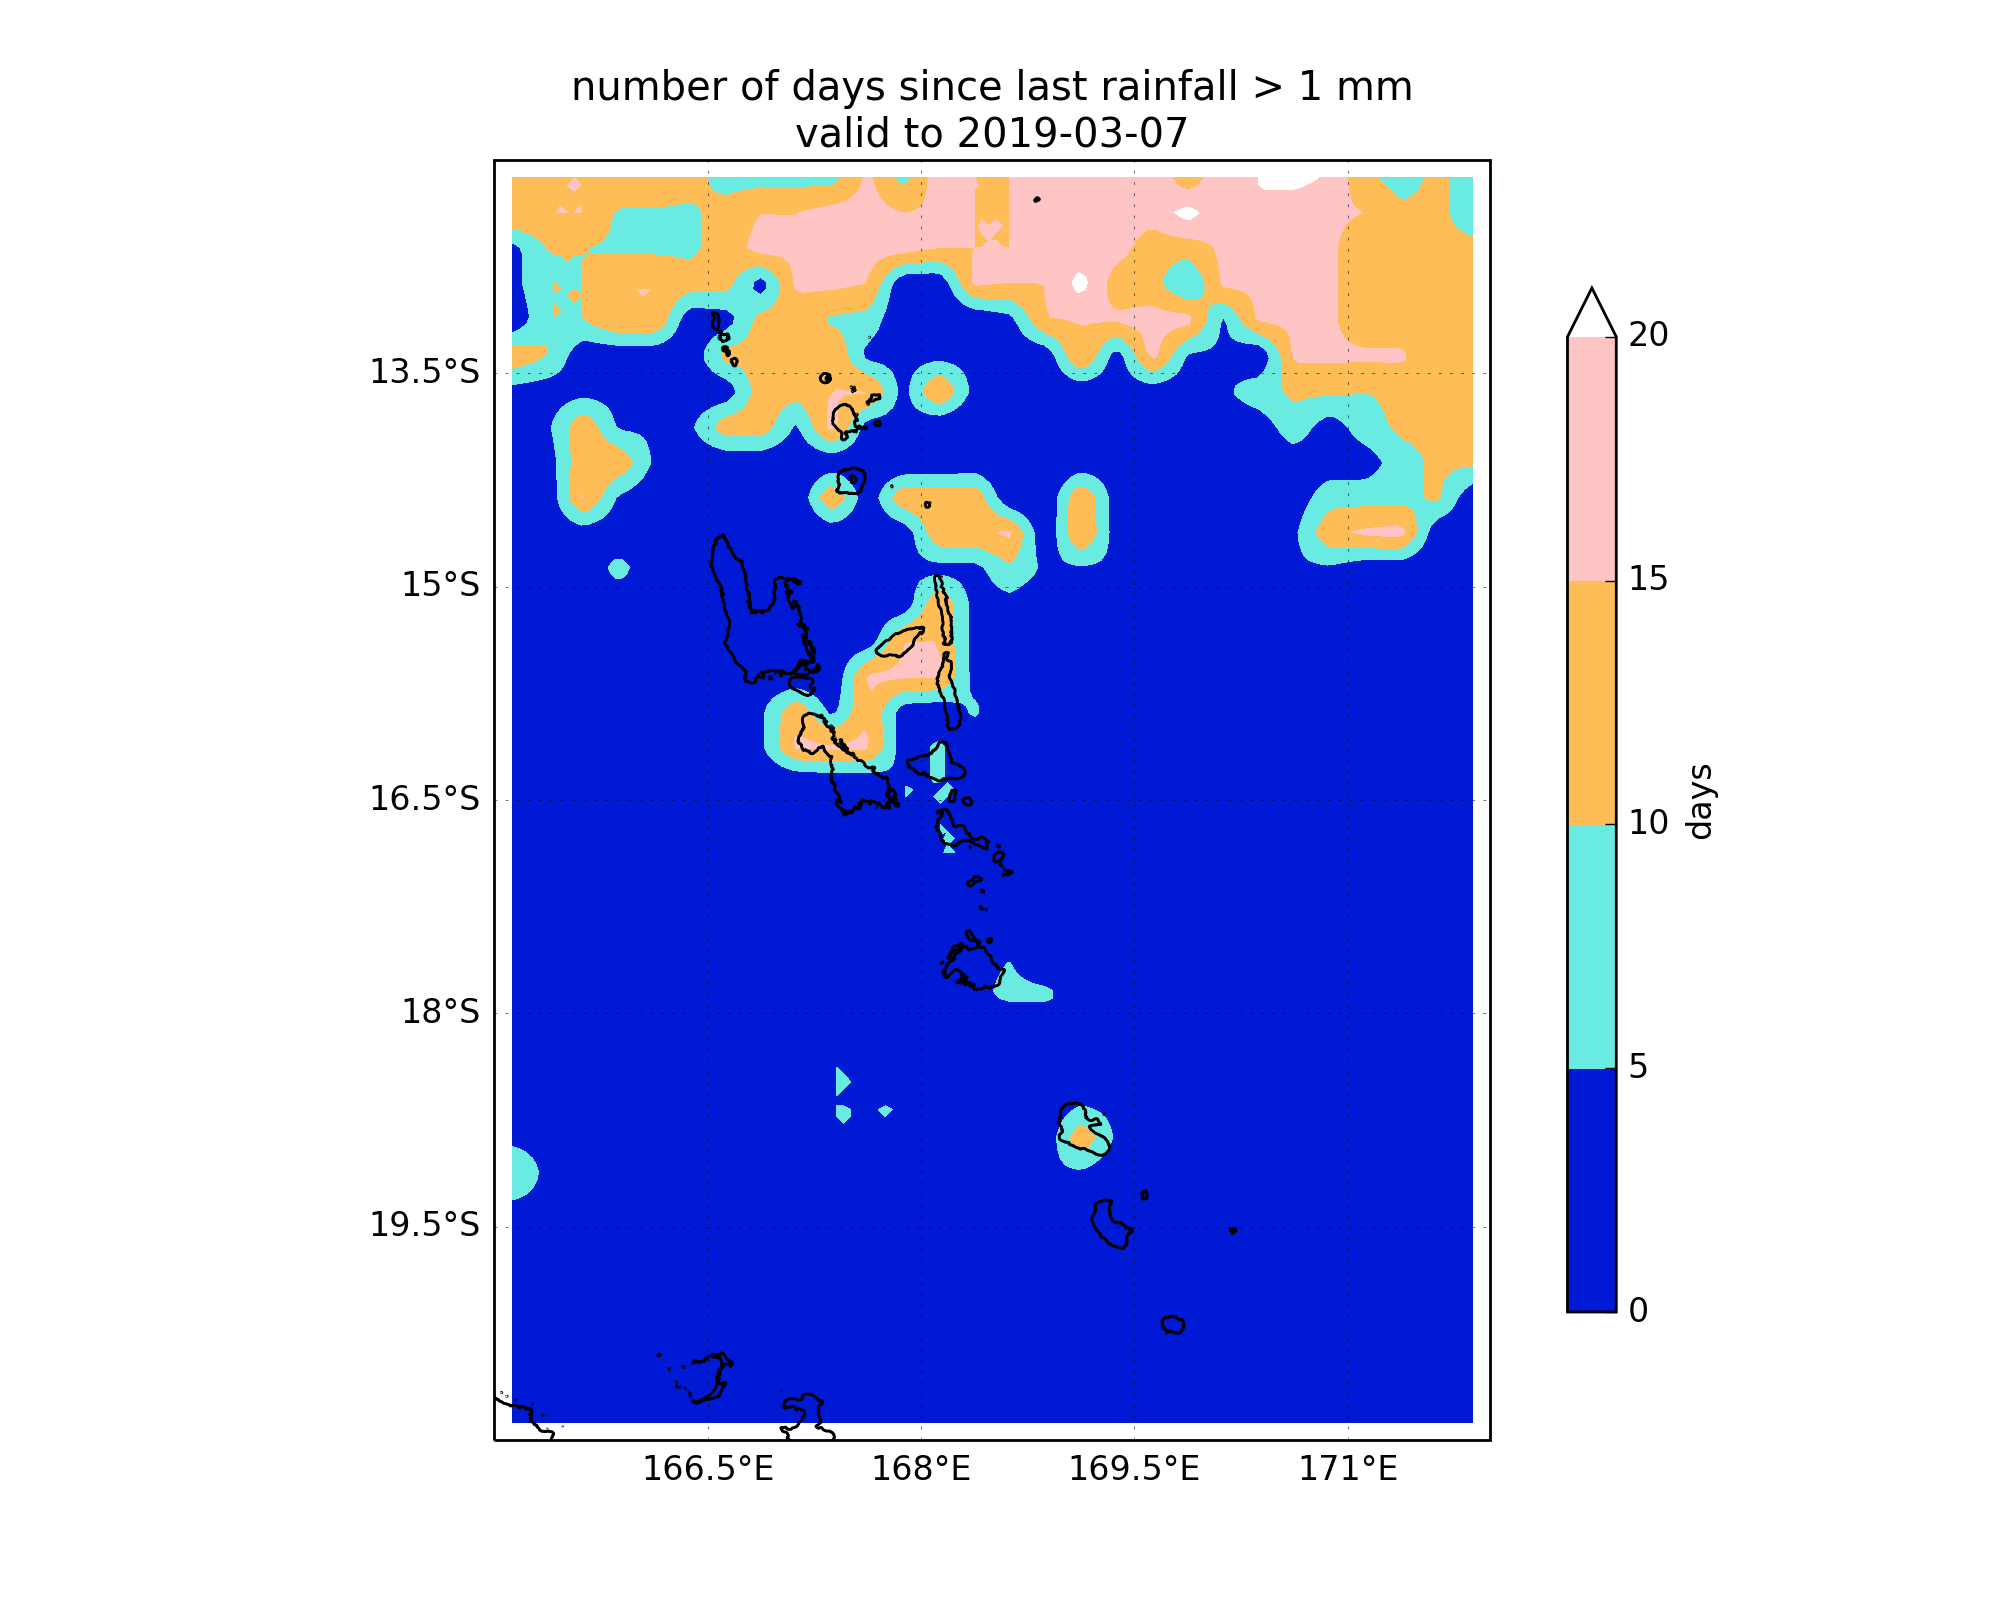 number of days since last rainfall > 1 mm
valid to 2019-03-07
13.5°S
15°S
16.5°S
18°S
19.5°S
166.5°E
168°E
169.5°E
171°E
20
15
10
5
0
days